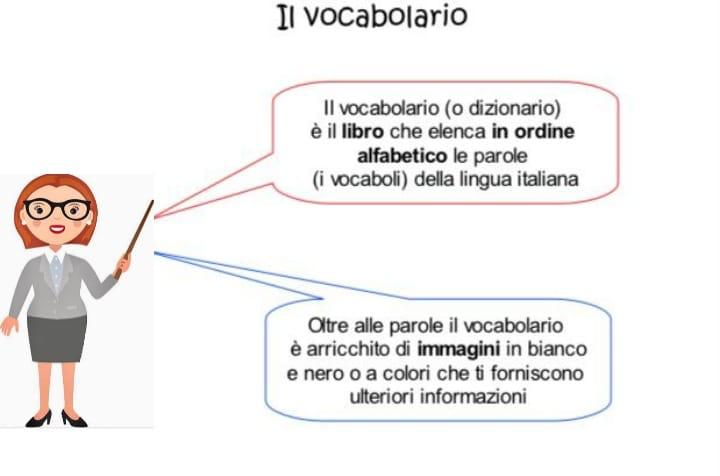 Il vocabolario
Il vocabolario (o dizionario)
è il libro che elenca in ordine
alfabetico le parole
(i vocaboli) della lingua italiana
Oltre alle parole il vocabolario
è arricchito di immagini in bianco
e nero o a colori che ti forniscono
ulteriori informazioni